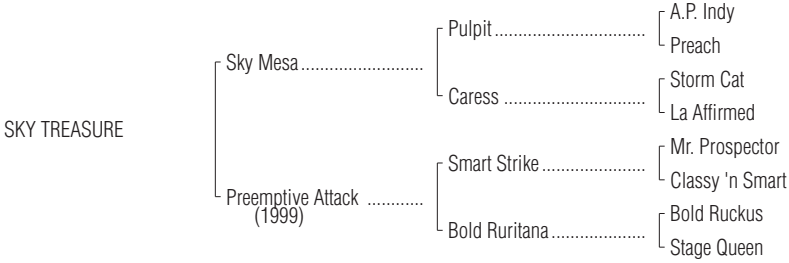 A.P. Indy
Pulpit..............................
Preach
Sky Mesa..........................
Storm Cat
Caress ..............................
La Affirmed
SKY TREASURE
Mr. Prospector
Smart Strike......................
Classy 'n Smart
Preemptive Attack ............
(1999)
Bold Ruckus
Bold Ruritana....................
Stage Queen